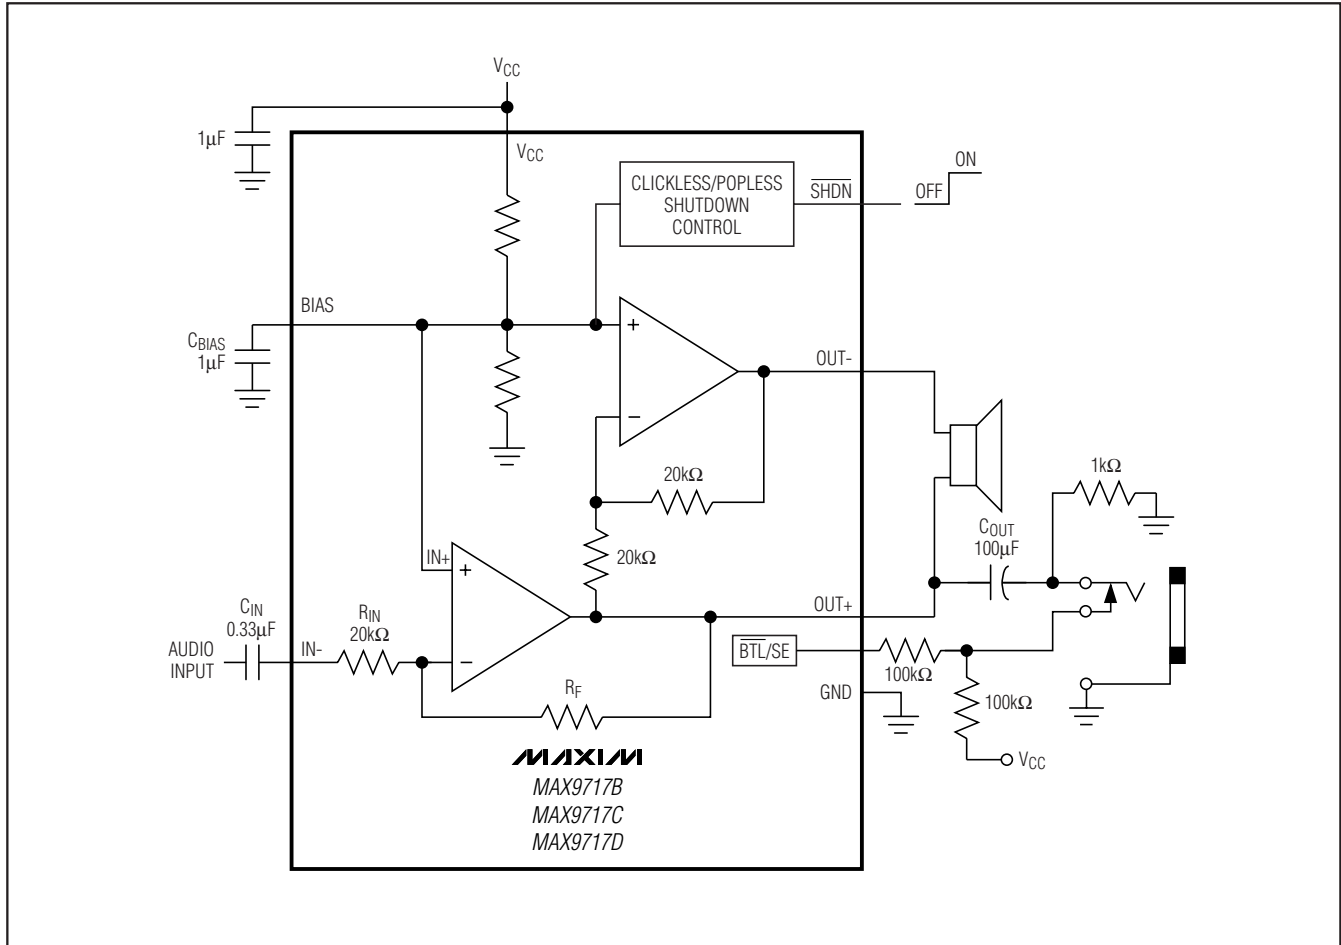 VCC
1µF
VCC
CLICKLESS/POPLESS
SHUTDOWN
CONTROL
SHDN
OFF
ON
BIAS
CBIAS
1µF
+
OUT-
−
20kΩ
1kΩ
COUT
100µF
20kΩ
IN+
+
OUT+
CIN
0.33µF
RIN
20kΩ
AUDIO
INPUT
IN-
−
BTL/SE
100kΩ
GND
RF
100kΩ
VCC
MAXIM
MAX9717B
MAX9717C
MAX9717D